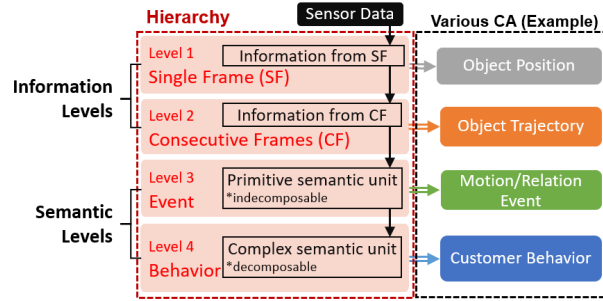 Hierarchy
Sensor Data
Various CA (Example)
Information
Levels
Level 1
Single Frame (SF)
Information from SF
Object Position
Level 2
Consecutive Frames (CF)
Information from CF
Object Trajectory
Semantic
Levels
Level 3
Event
Primitive semantic unit
*indecomposable
Motion/Relation
Event
Level 4
Behavior
Complex semantic unit
*decomposable
Customer Behavior